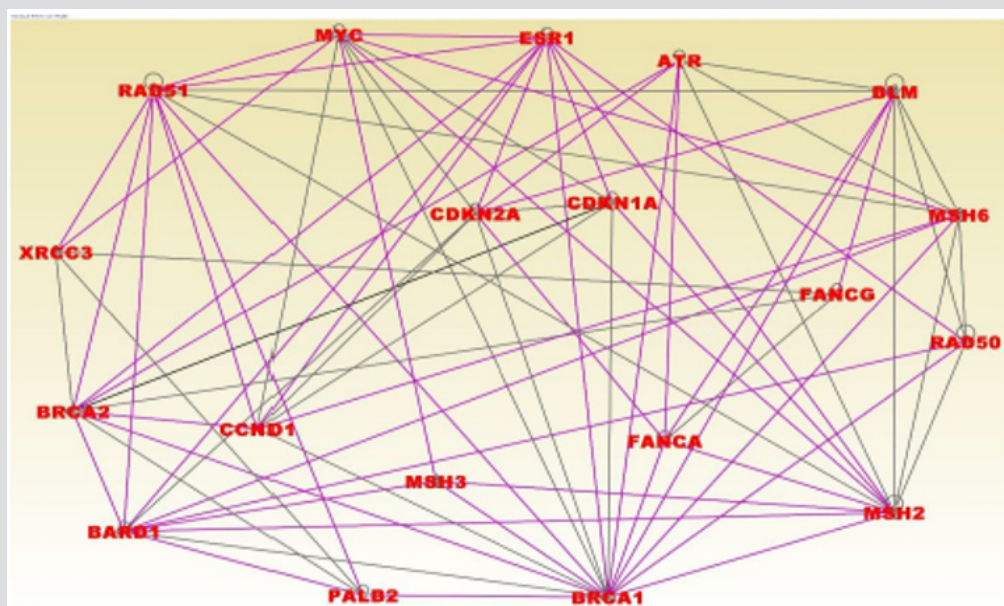 MYC
ESR1
ATR
RAD51
BLM
CDKN2A
CDKN1A
MSH6
XRCC3
FANCG
RAD50
BRCA2
CCND1
FANCA
MSH3
MSH2
BARD1
PALB2
BRCA1